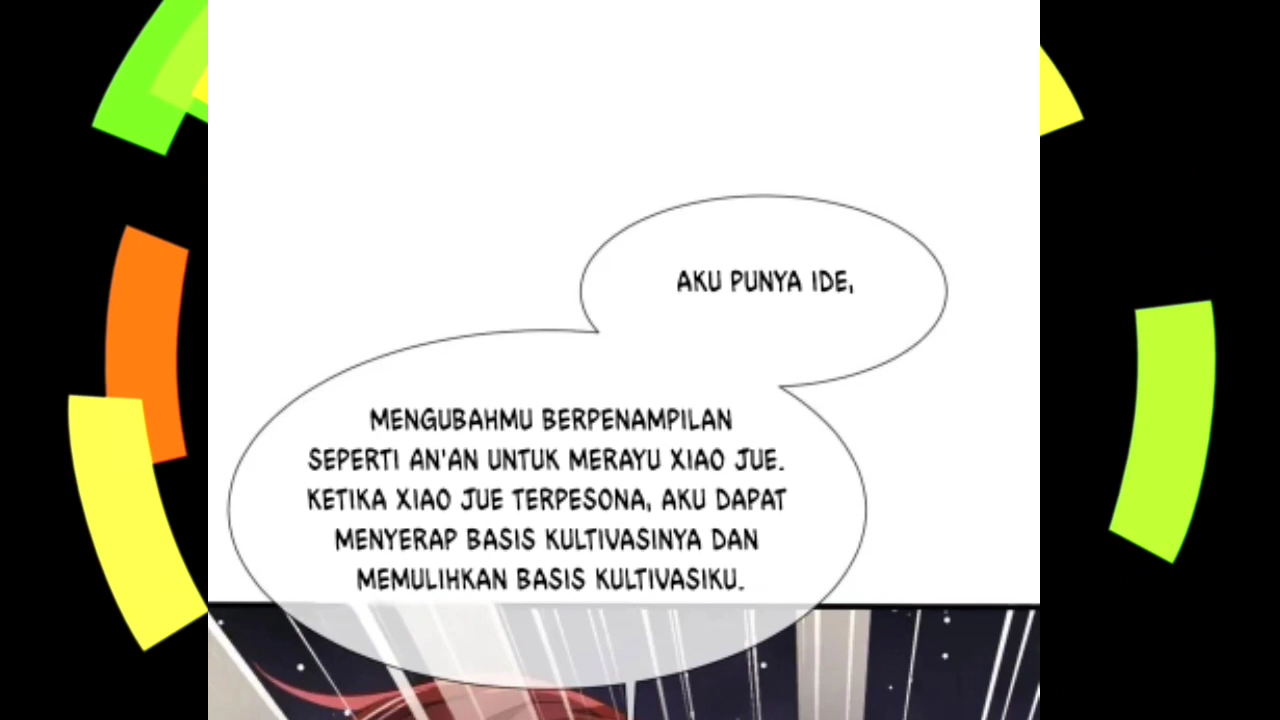 AKU PUNYA IDE,
MENGUBAHMU BERPENAMPILAN
SEPERTI AN'AN UNTUK MERAYU XIAO JUE.
KETIKA XIAO JUE TERPESONA, AKU DAPAT
MENYERAP BASIS KULTIVASINYA DAN
MEMULIHKAN BASIS KULTIVASIKU.